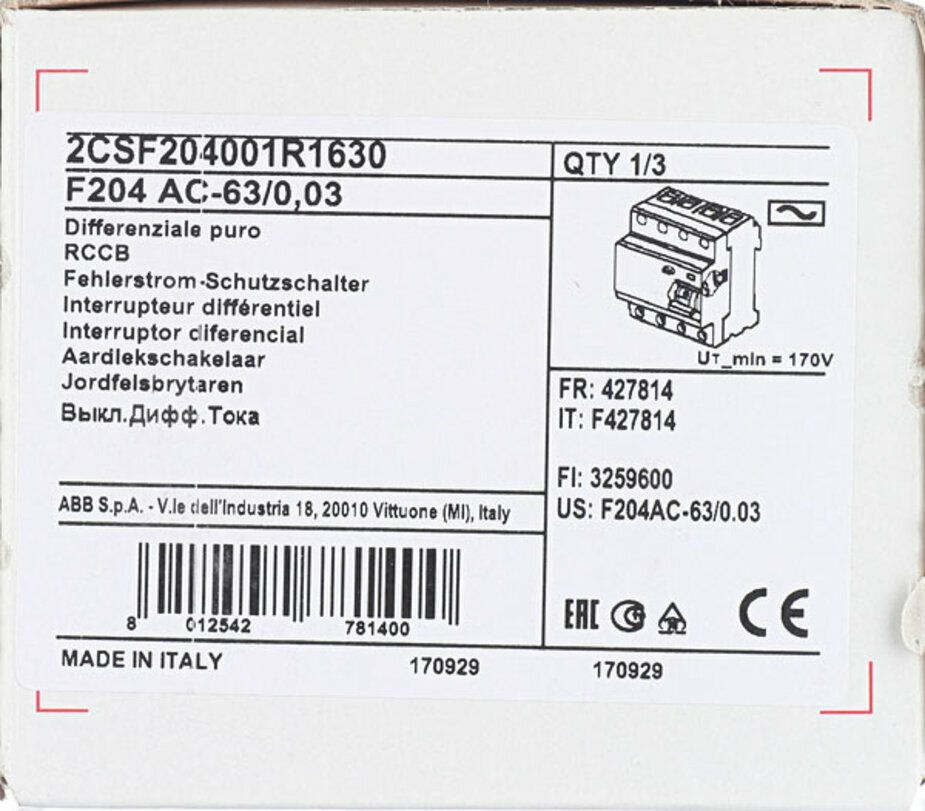 2CSF204001R1630
QTY 1/3
F204 AC-63/0,03
Differenziale puro
RCCB
Fehlerstrom-Schutzschalter
Interrupteur différentiel
Interruptor diferencial
Aardlekschakelaar
Jordfelsbrytaren
Выкл.Дифф.Тока
UT_min = 170V
FR: 427814
IT: F427814
FI: 3259600
US: F204AC-63/0.03
ABB S.p.A. - V.le dell'Industria 18, 20010 Vittuone (MI), Italy
8 012542 781400
EAC
CE
MADE IN ITALY
170929
170929